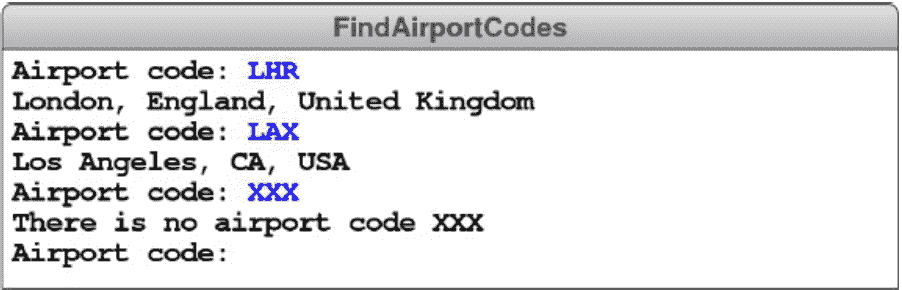 FindAirportCodes
Airport code: LHR
London, England, United Kingdom
Airport code: LAX
Los Angeles, CA, USA
Airport code: XXX
There is no airport code XXX
Airport code: